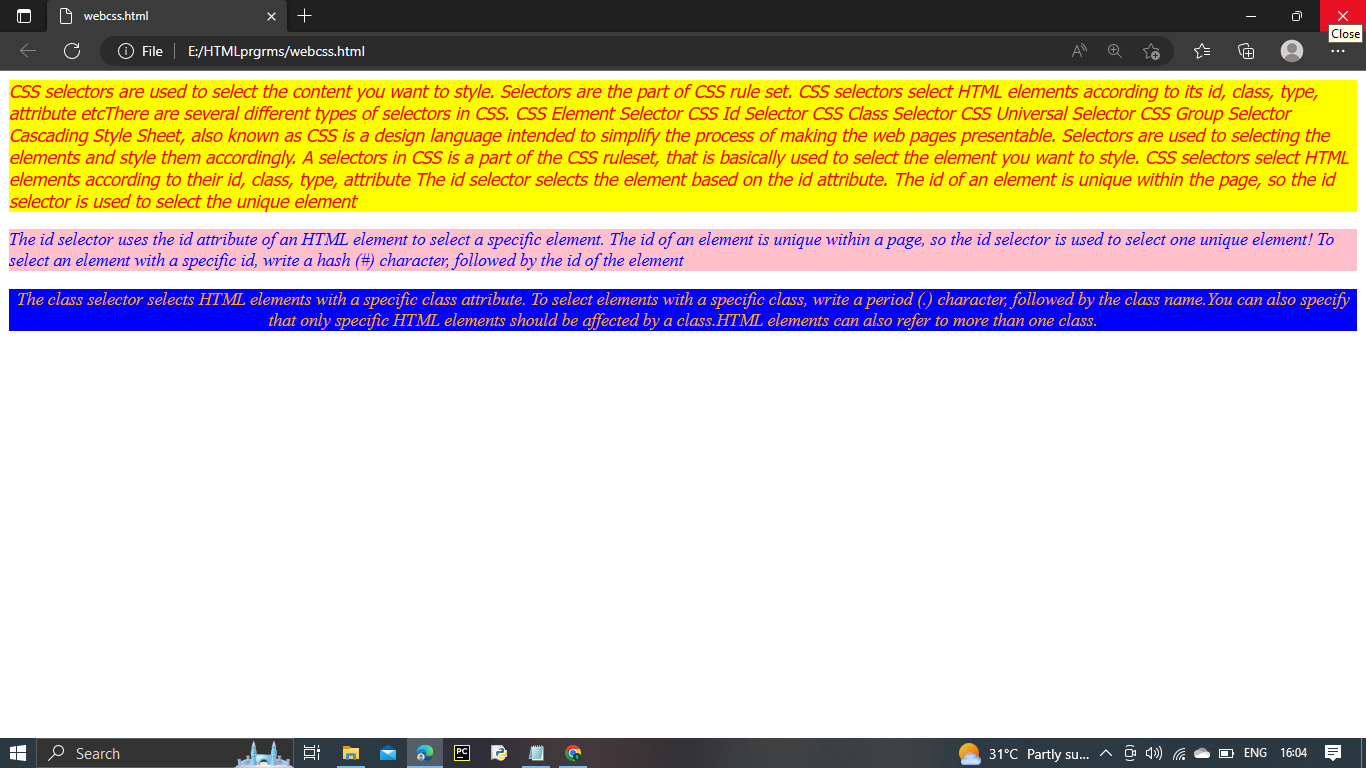 webcss.html
Close
File
E:/HTMLprgrms/webcss.html
CSS selectors are used to select the content you want to style. Selectors are the part of CSS rule set. CSS selectors select HTML elements according to its id, class, type,
attribute etcThere are several different types of selectors in CSS. CSS Element Selector CSS Id Selector CSS Class Selector CSS Universal Selector CSS Group Selector
Cascading Style Sheet, also known as CSS is a design language intended to simplify the process of making the web pages presentable. Selectors are used to selecting the
elements and style them accordingly. A selectors in CSS is a part of the CSS ruleset, that is basically used to select the element you want to style. CSS selectors select HTML
elements according to their id, class, type, attribute The id selector selects the element based on the id attribute. The id of an element is unique within the page, so the id
selector is used to select the unique element
The id selector uses the id attribute of an HTML element to select a specific element. The id of an element is unique within a page, so the id selector is used to select one unique element! To
select an element with a specific id, write a hash (#) character, followed by the id of the element
The class selector selects HTML elements with a specific class attribute. To select elements with a specific class, write a period (.) character, followed by the class name.You can also specify
that only specific HTML elements should be affected by a class.HTML elements can also refer to more than one class.
Search
PC
31°C Partly su...
ENG
16:04